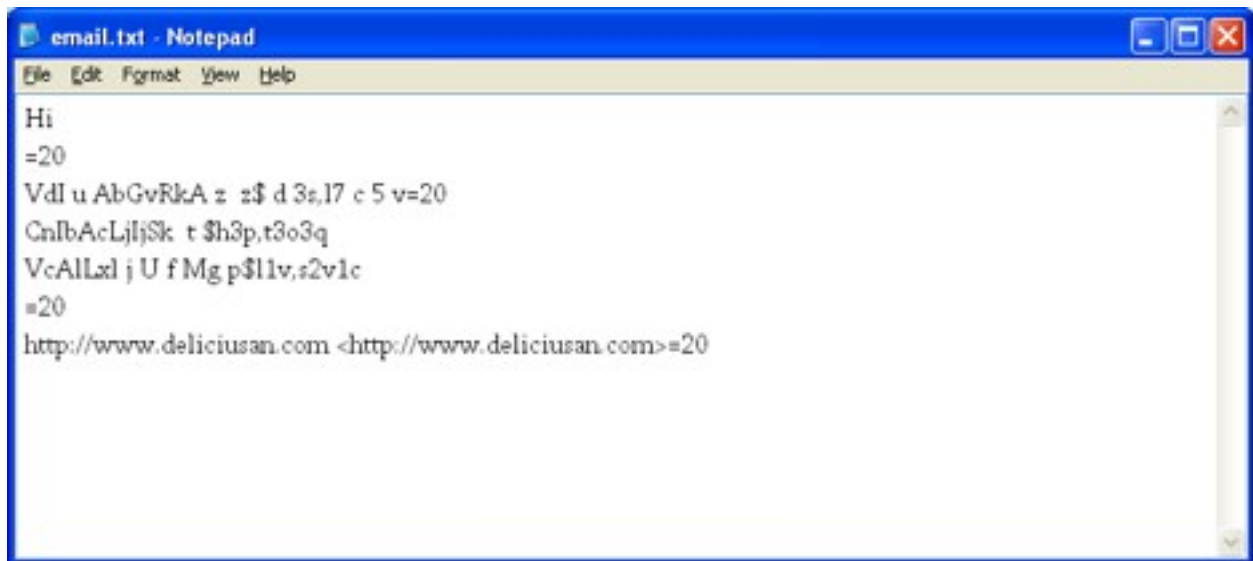 email.txt - Notepad
File Edit Format View Help
Hi
=20
VdI u AbGvRkA z  z$ d 3s,l7 c 5 v=20
CnIbAcLjIjSk  t $h3p,t3o3q
VcAlLxI j U f Mg p$l1v,s2v1c
=20
http://www.deliciusan.com <http://www.deliciusan.com>=20